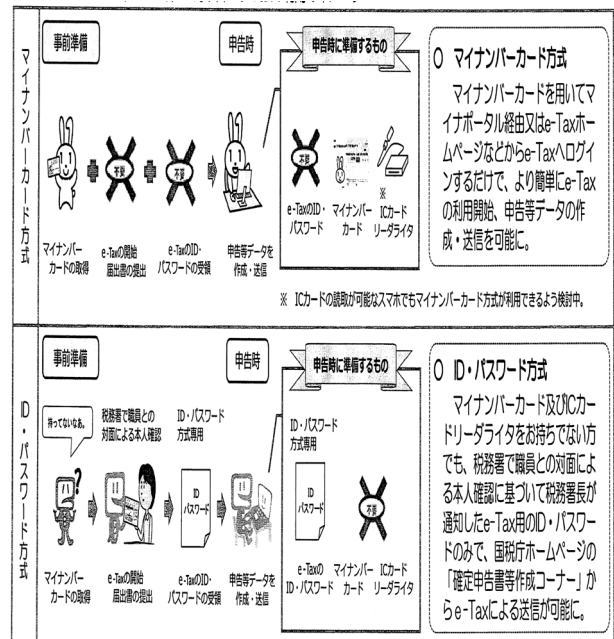 マイナンバーカード方式
事前準備
申告時
申告時に準備するもの
不要
不要
マイナンバー
カードの取得
e-Taxの開始
届出書の提出
e-TaxのID・
パスワードの受領
申告等データを
作成・送信
不要
e-TaxのID・
パスワード
マイナンバー
カード
※
ICカード
リーダライタ
※ ICカードの読取が可能なスマホでもマイナンバーカード方式が利用できるよう検討中。
○ マイナンバーカード方式
マイナンバーカードを用いてマ
イナポータル経由又はe-Taxホー
ムページなどからe-Taxへログイ
ンするだけで、より簡単にe-Tax
の利用開始、申告等データの作
成・送信を可能に。
ID・パスワード方式
事前準備
申告時
申告時に準備するもの
持ってないなあ。
?
税務署で職員との
対面による本人確認
ID・パスワード
方式専用
ID
パスワード
マイナンバー
カードの取得
e-Taxの開始
届出書の提出
e-TaxのID・
パスワードの受領
申告等データを
作成・送信
ID・パスワード
方式専用
ID
パスワード
不要
e-Taxの
ID・パスワード
マイナンバー
カード
ICカード
リーダライタ
○ ID・パスワード方式
マイナンバーカード及びICカー
ドリーダライタをお持ちでない方
でも、税務署で職員との対面によ
る本人確認に基づいて税務署長が
通知したe-Tax用のID・パスワー
ドのみで、国税庁ホームページの
「確定申告書等作成コーナー」か
らe-Taxによる送信が可能に。